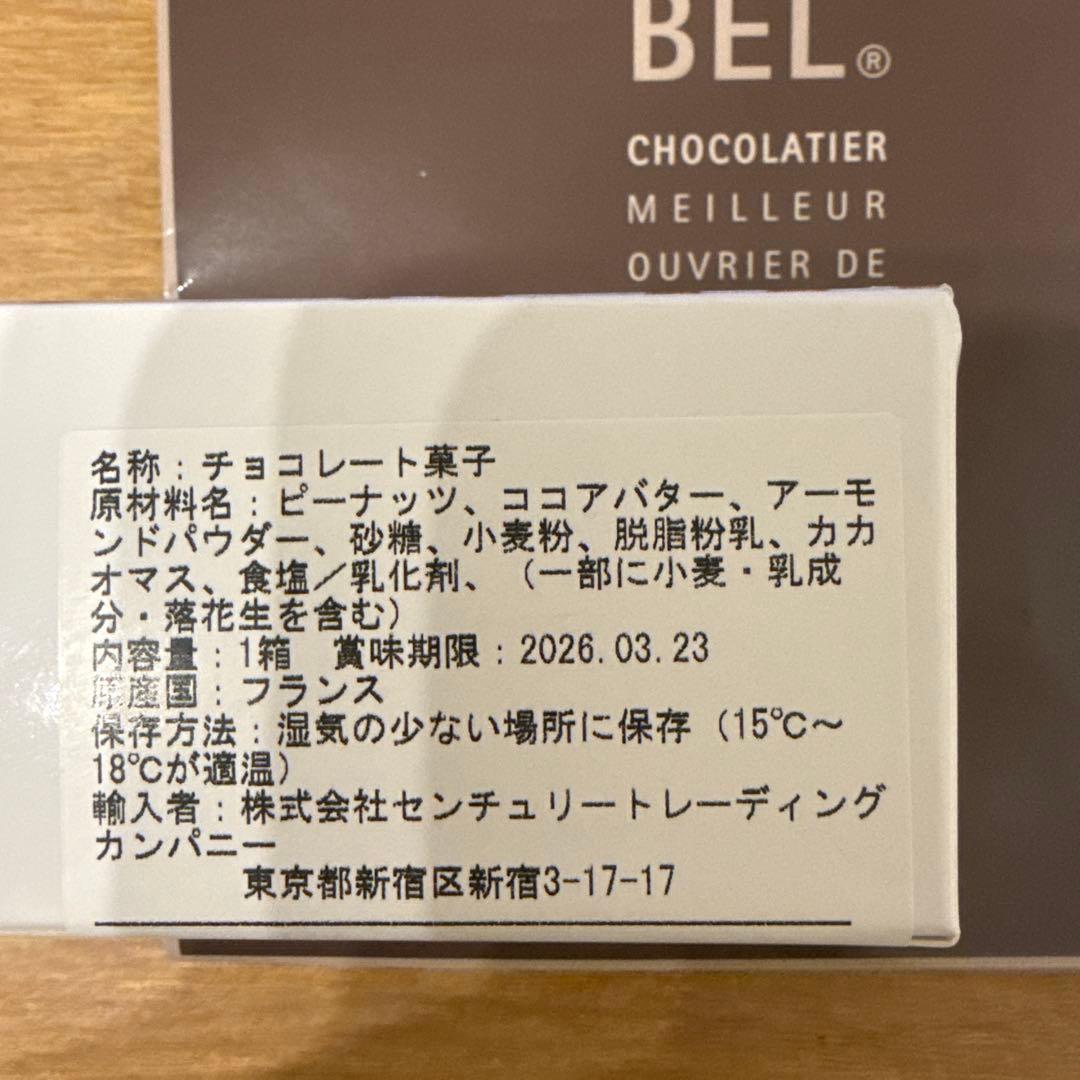 BEL®
CHOCOLATIER
MEILLEUR
OUVRIER DE
名称：チョコレート菓子
原材料名：ピーナッツ、ココアバター、アーモ
ンドパウダー、砂糖、小麦粉、脱脂粉乳、カカ
オマス、食塩／乳化剤、（一部に小麦・乳成
分・落花生を含む）
内容量：1箱　賞味期限：2026.03.23
原産国：フランス
保存方法：湿気の少ない場所に保存（15℃～
18℃が適温）
輸入者：株式会社センチュリートレーディング
カンパニー
東京都新宿区新宿3-17-17